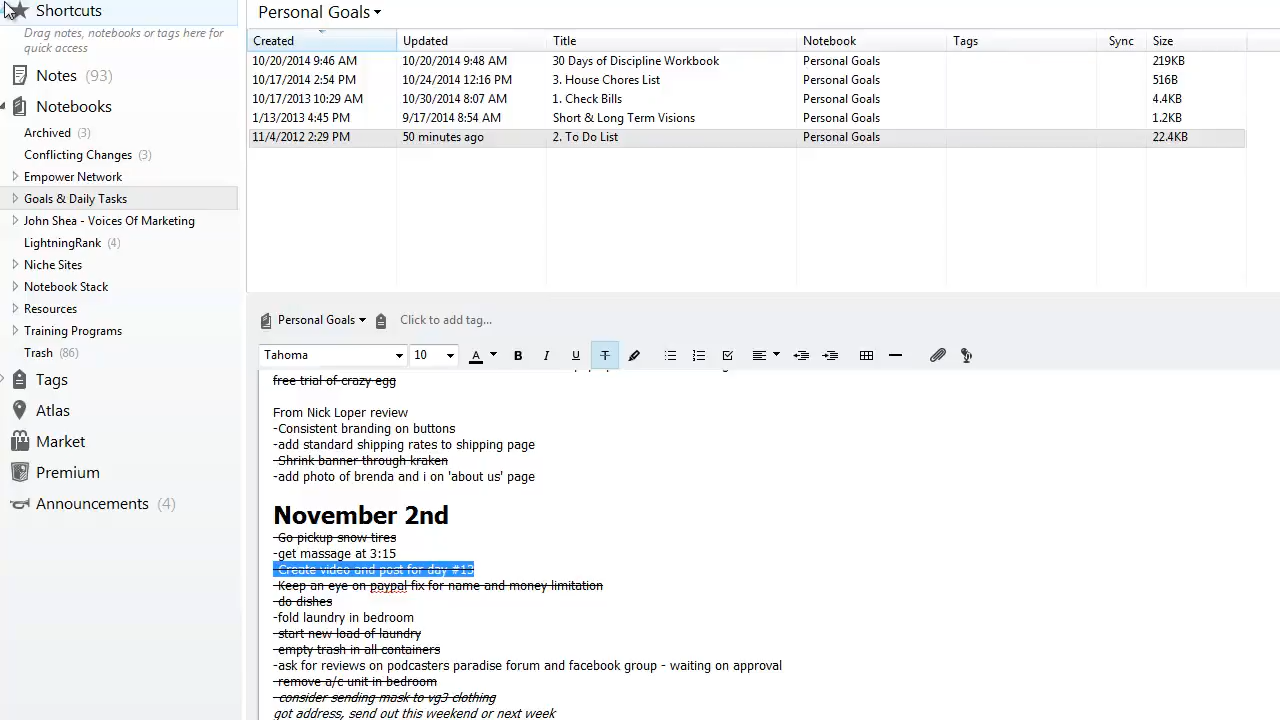 Shortcuts
Drag notes, notebooks or tags here for
quick access
Notes (93)
Notebooks
Archived (3)
Conflicting Changes (3)
Empower Network
Goals & Daily Tasks
John Shea - Voices Of Marketing
LightningRank (4)
Niche Sites
Notebook Stack
Resources
Training Programs
Trash (86)
Tags
Atlas
Market
Premium
Announcements (4)
Personal Goals
Created Updated Title Notebook Tags Sync Size
10/20/2014 9:46 AM 10/20/2014 9:48 AM 30 Days of Discipline Workbook Personal Goals 219KB
10/17/2014 2:54 PM 10/24/2014 12:16 PM 3. House Chores List Personal Goals 516B
10/17/2013 10:29 AM 10/30/2014 8:07 AM 1. Check Bills Personal Goals 4.4KB
1/13/2013 4:45 PM 9/17/2014 8:54 AM Short & Long Term Visions Personal Goals 1.2KB
11/4/2012 2:29 PM 50 minutes ago 2. To Do List Personal Goals 22.4KB
Personal Goals Click to add tag...
Tahoma 10 A B I U T
free trial of crazy egg
From Nick Loper review
-Consistent branding on buttons
-add standard shipping rates to shipping page
-Shrink banner through kraken
-add photo of brenda and i on 'about us' page
November 2nd
-Go pickup snow tires
-get massage at 3:15
-Create video and post for day #13
-Keep an eye on paypal fix for name and money limitation
-do dishes
-fold laundry in bedroom
-start new load of laundry
-empty trash in all containers
-ask for reviews on podcasters paradise forum and facebook group - waiting on approval
-remove a/c unit in bedroom
-consider sending mask to vg3 clothing
got address, send out this weekend or next week